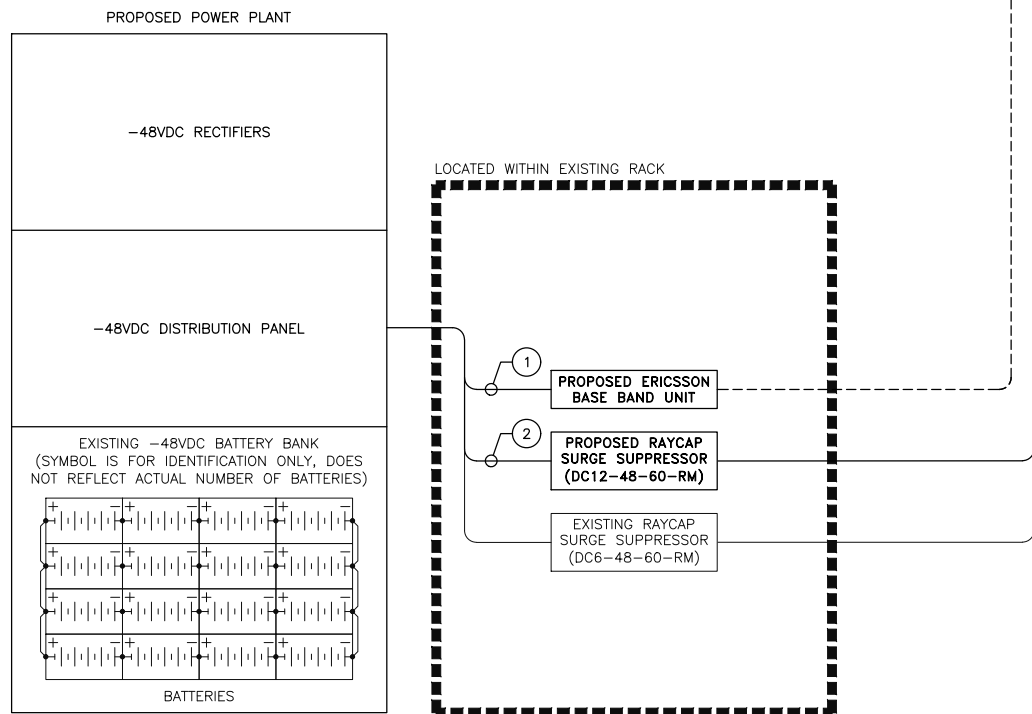 PROPOSED POWER PLANT
-48VDC RECTIFIERS
LOCATED WITHIN EXISTING RACK
-48VDC DISTRIBUTION PANEL
1
PROPOSED ERICSSON
BASE BAND UNIT
2
PROPOSED RAYCAP
SURGE SUPPRESSOR
(DC12-48-60-RM)
EXISTING RAYCAP
SURGE SUPPRESSOR
(DC6-48-60-RM)
EXISTING -48VDC BATTERY BANK
(SYMBOL IS FOR IDENTIFICATION ONLY, DOES
NOT REFLECT ACTUAL NUMBER OF BATTERIES)
+ - + - + - + -
+ - + - + - + -
+ - + - + - + -
+ - + - + - + -
BATTERIES